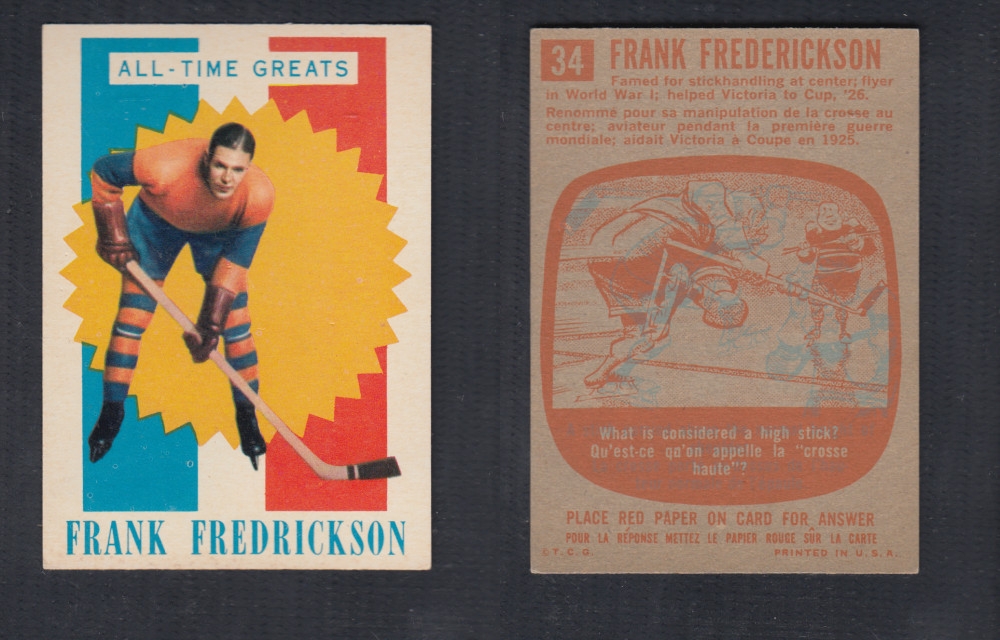 ALL-TIME GREATS
FRANK FREDRICKSON
34 FRANK FREDERICKSON
Famed for stickhandling at center; flyer
in World War I; helped Victoria to Cup, '26.
Renommé pour sa manipulation de la crosse au
centre; aviateur pendant la première guerre
mondiale; aidait Victoria à Coupe en 1925.
What is considered a high stick?
Qu'est-ce qu'on appelle la "crosse
haute"?
PLACE RED PAPER ON CARD FOR ANSWER
POUR LA RÉPONSE METTEZ LE PAPIER ROUGE SUR LA CARTE
©T.C.G. PRINTED IN U.S.A.